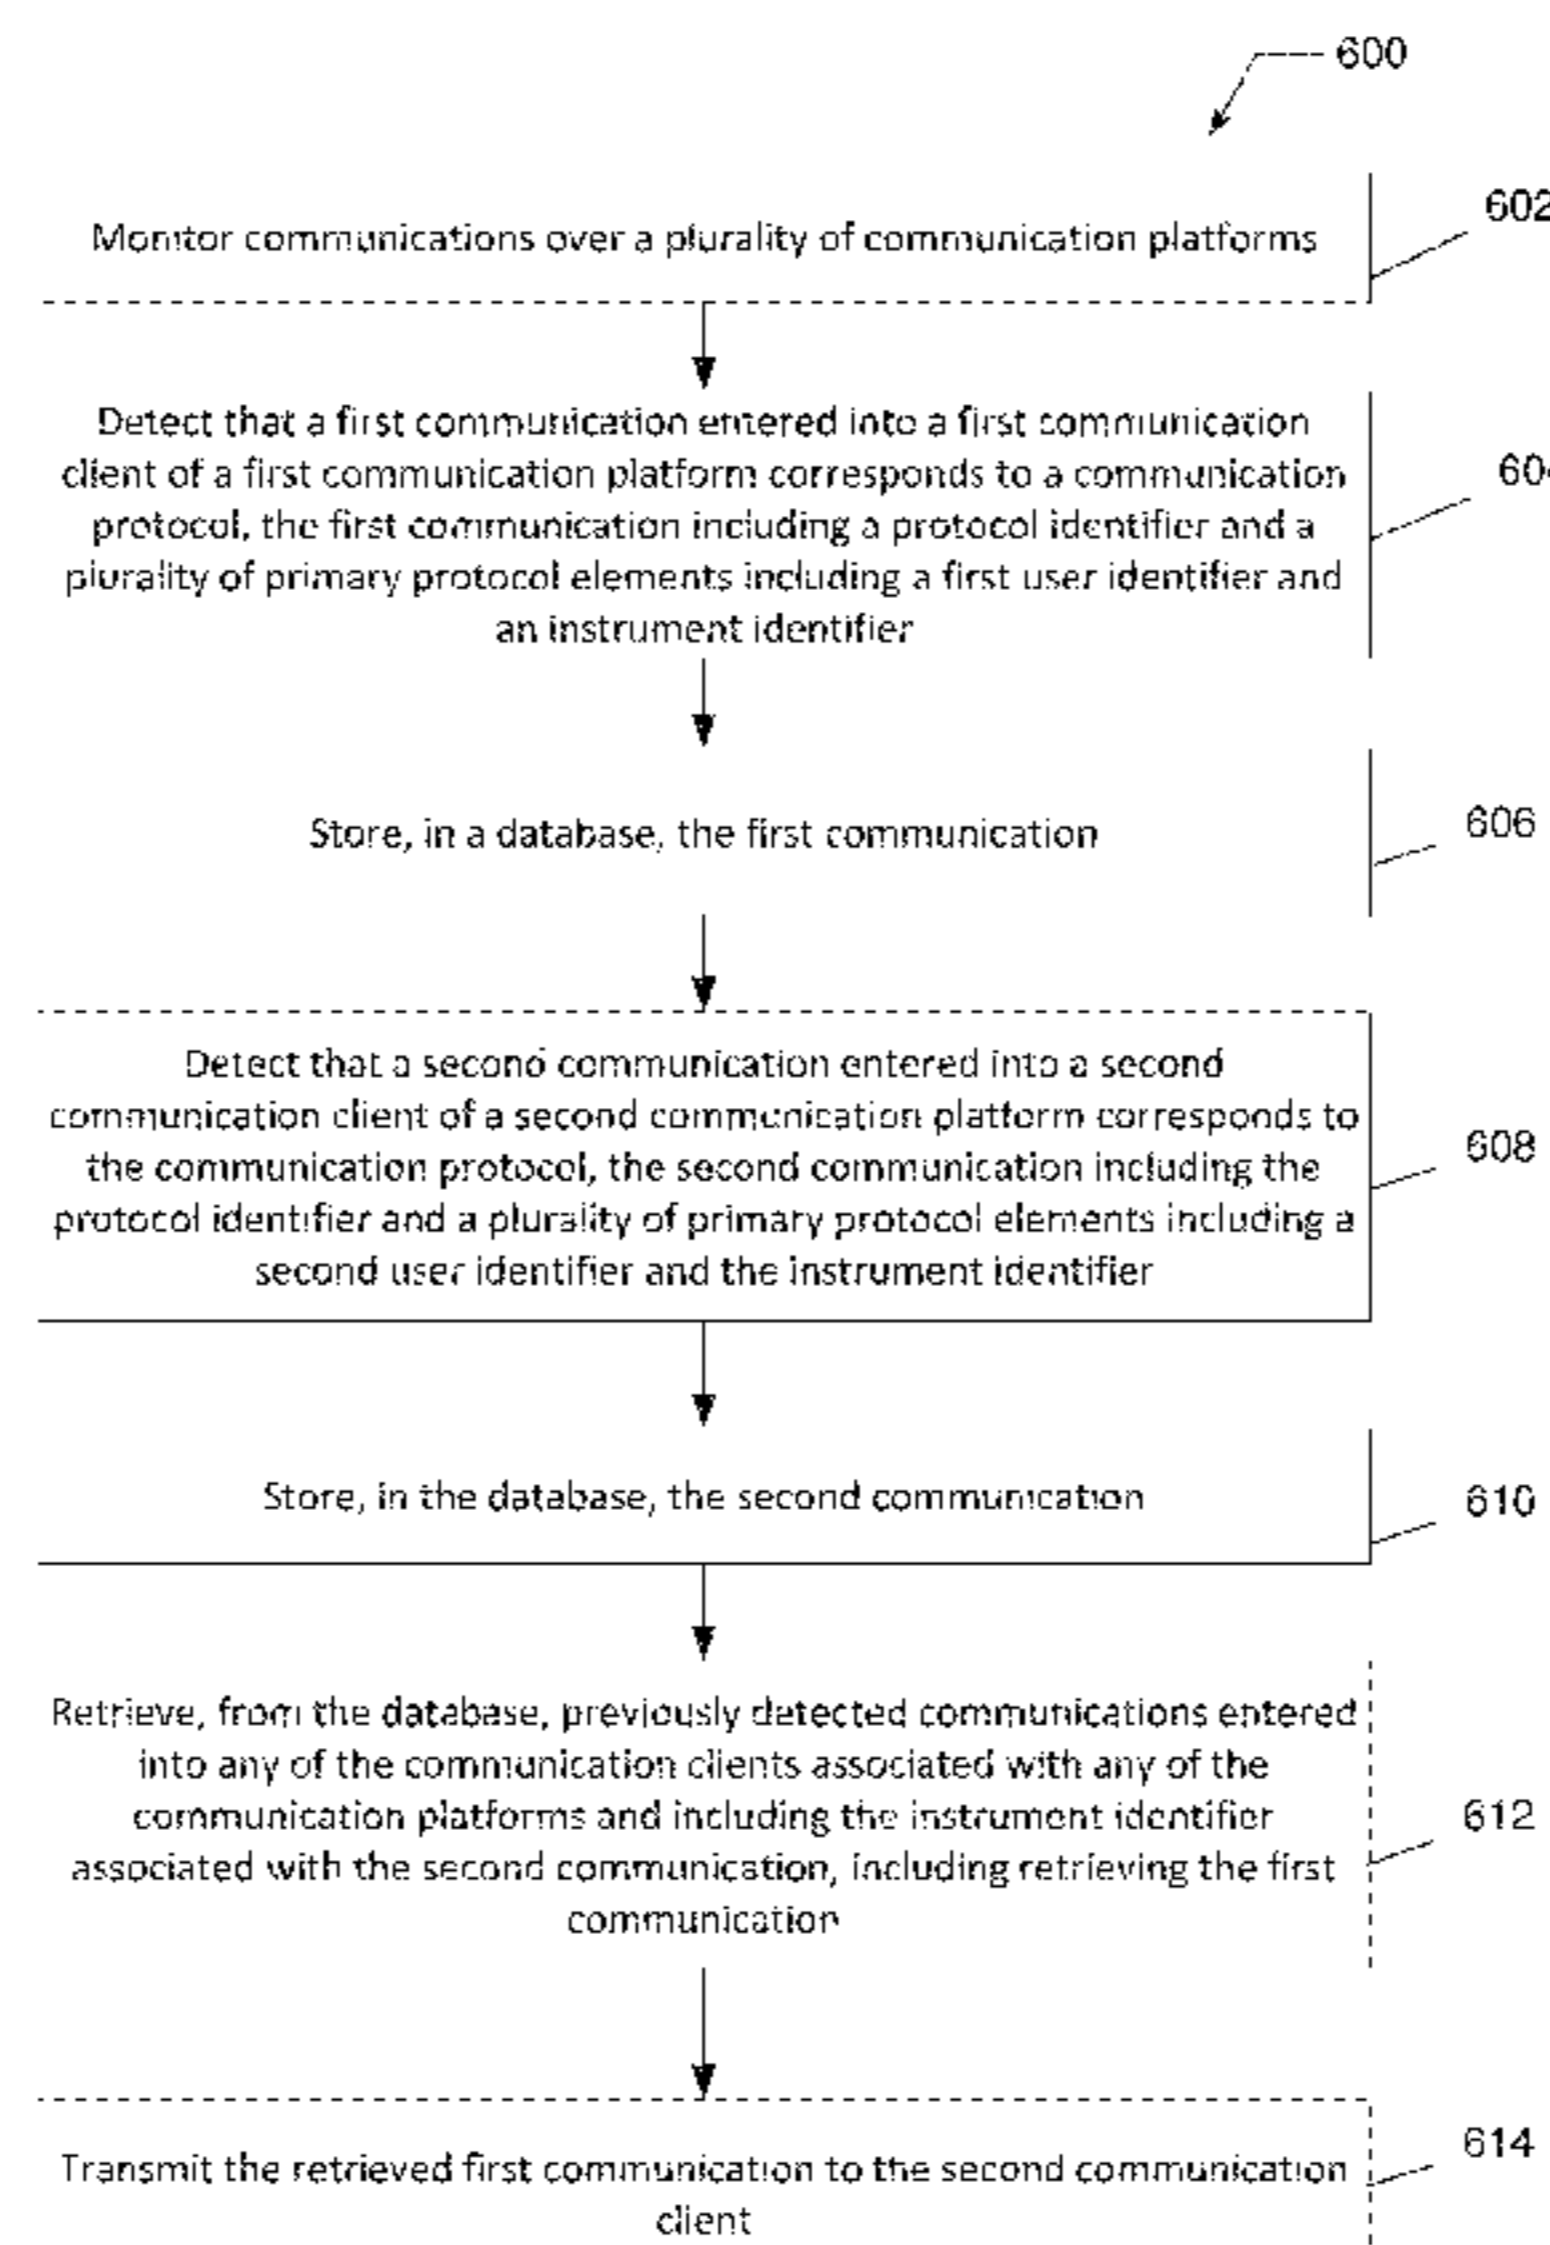 600
Monitor communications over a plurality of communication platforms
602
Detect that a first communication entered into a first communication
client of a first communication platform corresponds to a communication
protocol, the first communication including a protocol identifier and a
plurality of primary protocol elements including a first user identifier and
an instrument identifier
604
Store, in a database, the first communication
606
Detect that a second communication entered into a second
communication client of a second communication platform corresponds to
the communication protocol, the second communication including the
protocol identifier and a plurality of primary protocol elements including a
second user identifier and the instrument identifier
608
Store, in the database, the second communication
610
Retrieve, from the database, previously detected communications entered
into any of the communication clients associated with any of the
communication platforms and including the instrument identifier
associated with the second communication, including retrieving the first
communication
612
Transmit the retrieved first communication to the second communication
client
614